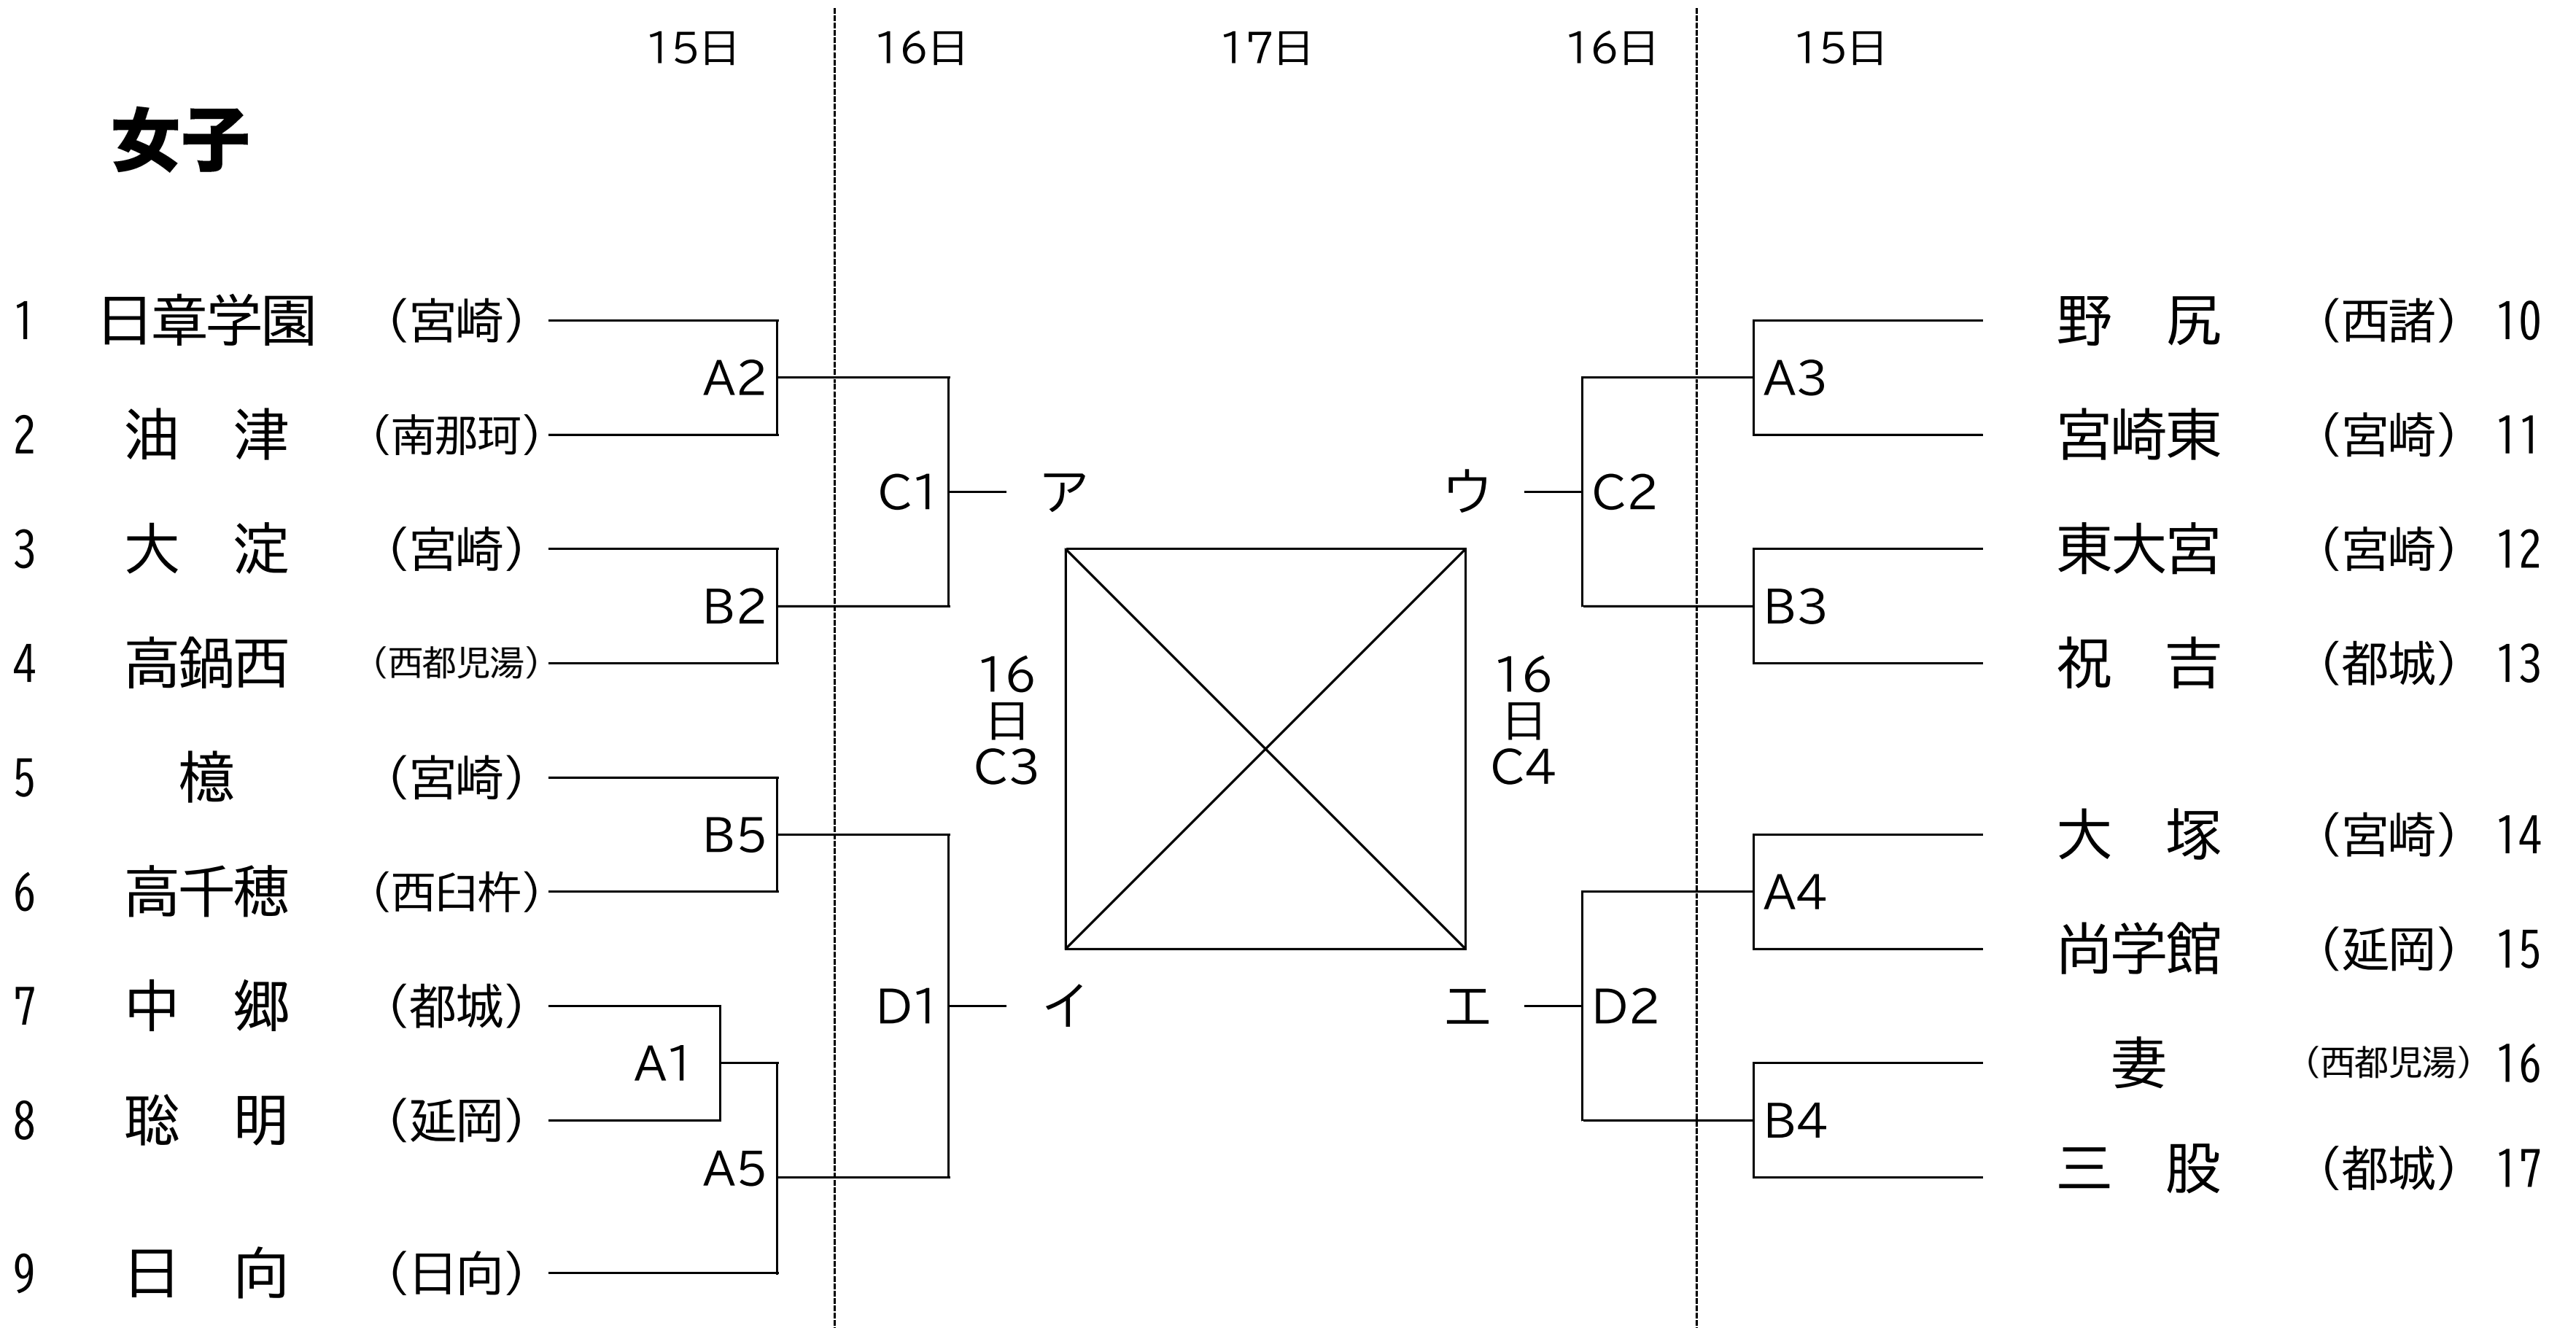 15日 16日 17日 16日 15日
女子
1 日章学園 （宮崎）
A2
2 油　津 （南那珂）
C1 ア
3 大　淀 （宮崎）
B2
4 高鍋西 （西都児湯）
5 檍 （宮崎）
B5
6 高千穂 （西臼杵）
D1 イ
7 中　郷 （都城）
A1
8 聡　明 （延岡）
A5
9 日　向 （日向）
16
日
C3
16
日
C4
野　尻 （西諸） 10
A3
宮崎東 （宮崎） 11
ウ C2
東大宮 （宮崎） 12
B3
祝　吉 （都城） 13
大　塚 （宮崎） 14
A4
尚学館 （延岡） 15
エ D2
妻 （西都児湯） 16
B4
三　股 （都城） 17